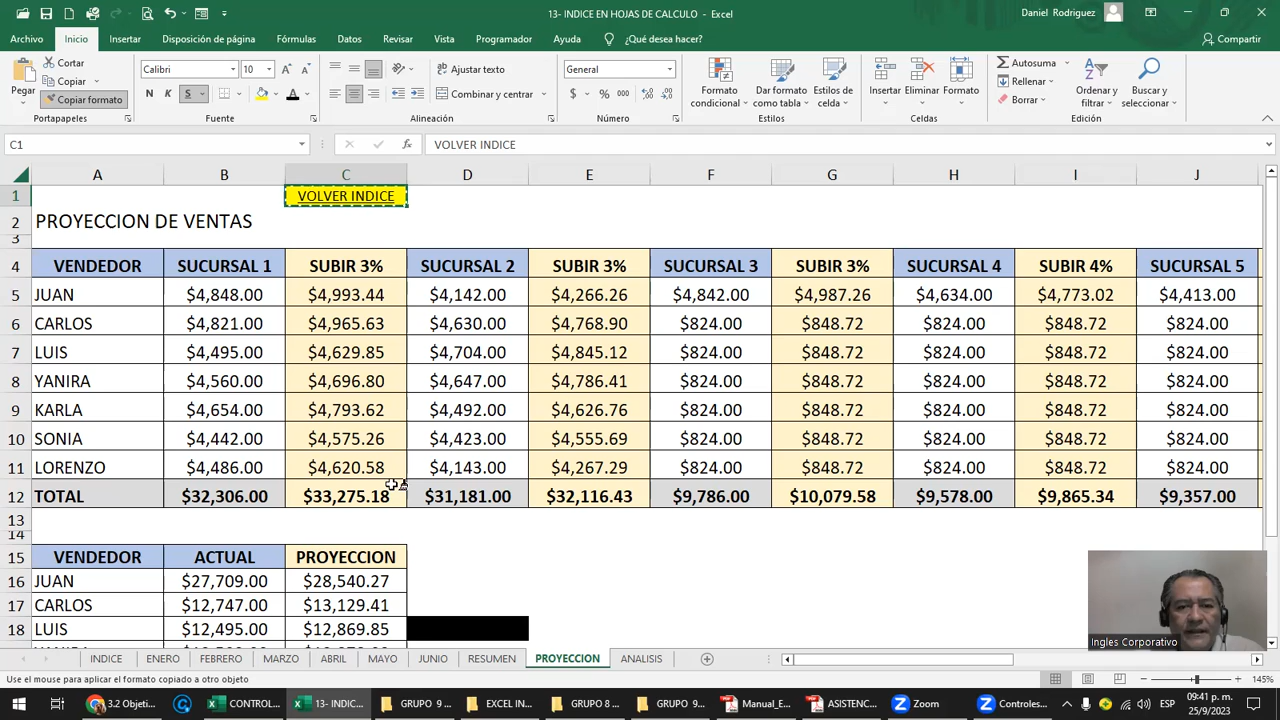 13- INDICE EN HOJAS DE CALCULO - Excel
Daniel Rodriguez
Archivo Inicio Insertar Disposición de página Fórmulas Datos Revisar Vista Programador Ayuda ¿Qué desea hacer? Compartir
Pegar
Cortar
Copiar
Copiar formato
Calibri 10
N K S
Ajustar texto
Combinar y centrar
General
$ % 000
Formato condicional
Dar formato como tabla
Estilos de celda
Insertar Eliminar Formato
Autosuma
Rellenar
Borrar
Ordenar y filtrar
Buscar y seleccionar
Portapapeles Fuente Alineación Número Estilos Celdas Edición
C1 fx VOLVER INDICE
A B C D E F G H I J
1 VOLVER INDICE
2 PROYECCION DE VENTAS
3
4 VENDEDOR SUCURSAL 1 SUBIR 3% SUCURSAL 2 SUBIR 3% SUCURSAL 3 SUBIR 3% SUCURSAL 4 SUBIR 4% SUCURSAL 5
5 JUAN $4,848.00 $4,993.44 $4,142.00 $4,266.26 $4,842.00 $4,987.26 $4,634.00 $4,773.02 $4,413.00
6 CARLOS $4,821.00 $4,965.63 $4,630.00 $4,768.90 $824.00 $848.72 $824.00 $848.72 $824.00
7 LUIS $4,495.00 $4,629.85 $4,704.00 $4,845.12 $824.00 $848.72 $824.00 $848.72 $824.00
8 YANIRA $4,560.00 $4,696.80 $4,647.00 $4,786.41 $824.00 $848.72 $824.00 $848.72 $824.00
9 KARLA $4,654.00 $4,793.62 $4,492.00 $4,626.76 $824.00 $848.72 $824.00 $848.72 $824.00
10 SONIA $4,442.00 $4,575.26 $4,423.00 $4,555.69 $824.00 $848.72 $824.00 $848.72 $824.00
11 LORENZO $4,486.00 $4,620.58 $4,143.00 $4,267.29 $824.00 $848.72 $824.00 $848.72 $824.00
12 TOTAL $32,306.00 $33,275.18 $31,181.00 $32,116.43 $9,786.00 $10,079.58 $9,578.00 $9,865.34 $9,357.00
13
14
15 VENDEDOR ACTUAL PROYECCION
16 JUAN $27,709.00 $28,540.27
17 CARLOS $12,747.00 $13,129.41
18 LUIS $12,495.00 $12,869.85
Ingles Corporativo
INDICE ENERO FEBRERO MARZO ABRIL MAYO JUNIO RESUMEN PROYECCION ANALISIS
Use el mouse para aplicar el formato copiado a otro objeto
145%
3.2 Objeti... CONTROL... 13- INDIC... GRUPO 9 ... EXCEL IN... GRUPO 8 ... GRUPO 9... Manual_E... ASISTENC... Zoom Controles...
ESP
09:41 p. m.
25/9/2023